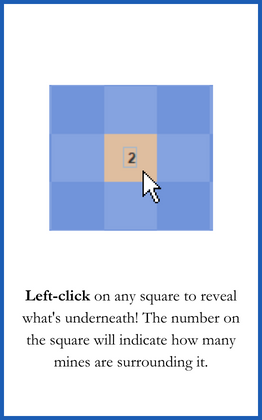 2
Left-click on any square to reveal
what's underneath! The number on
the square will indicate how many
mines are surrounding it.